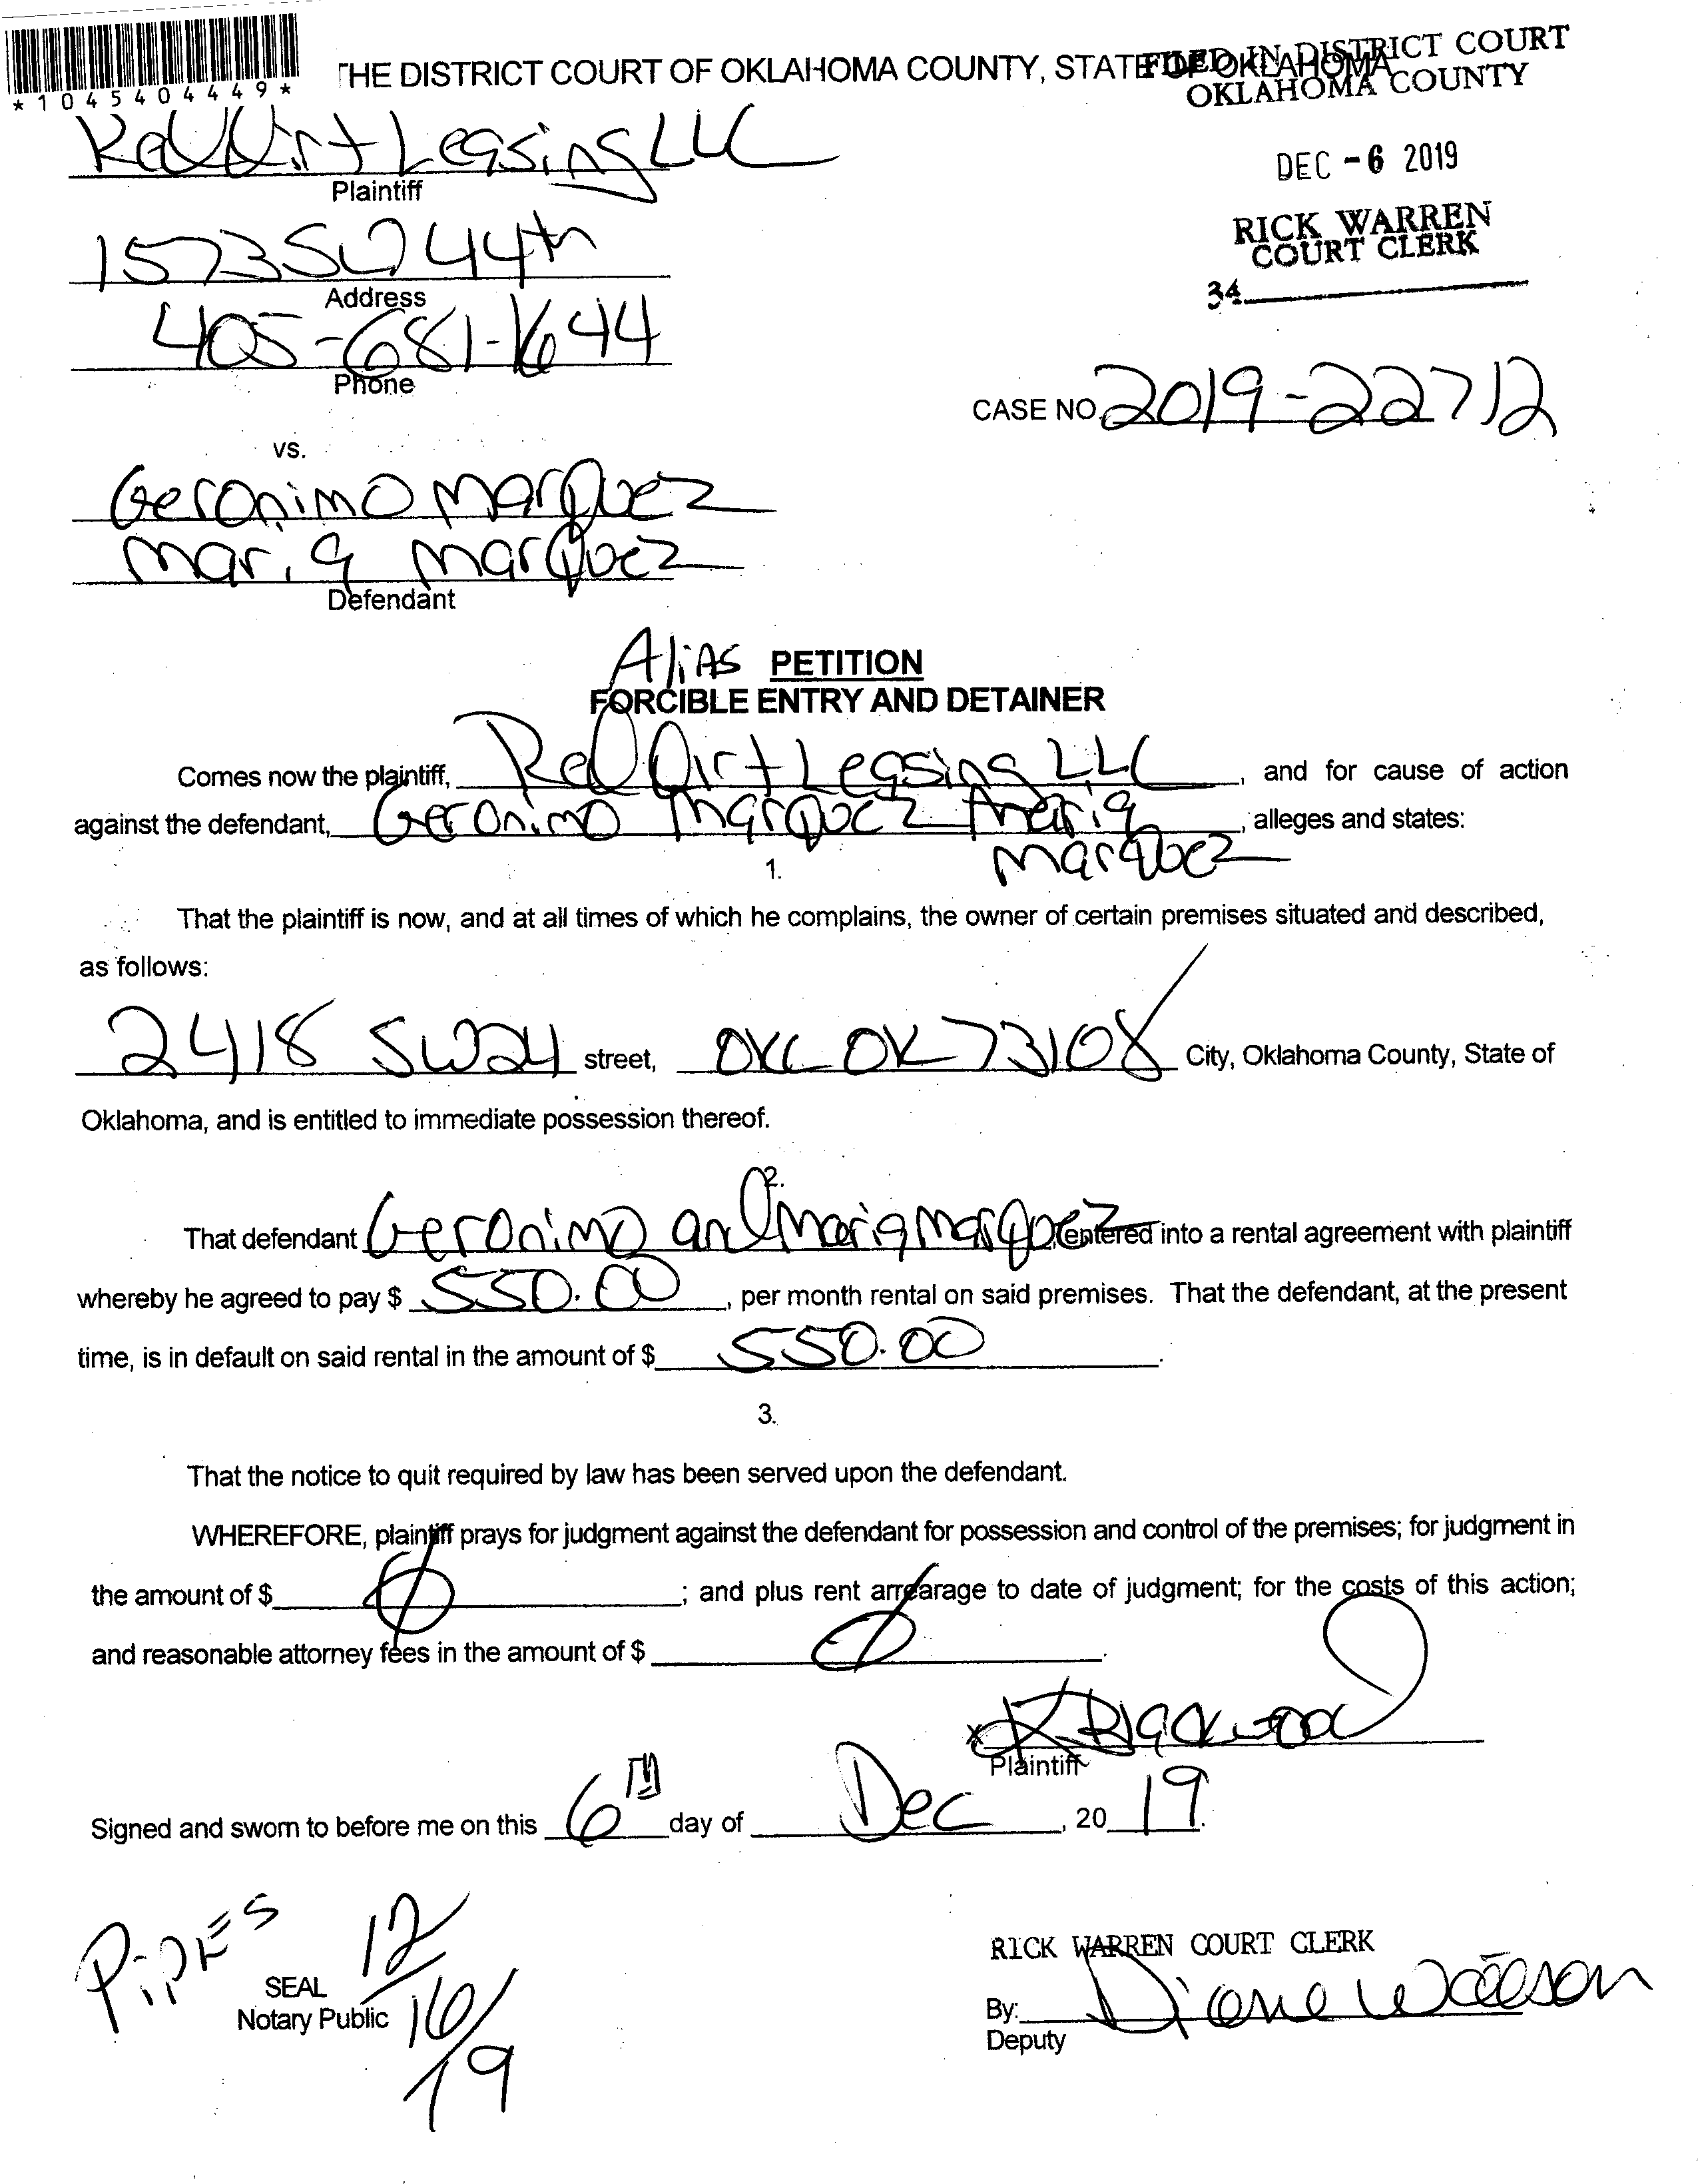 *1045404449*
THE DISTRICT COURT OF OKLAHOMA COUNTY, STATE OF OKLAHOMA
FILED IN DISTRICT COURT
OKLAHOMA COUNTY
DEC -6 2019
RICK WARREN
COURT CLERK
34
Red Dirt Leasing LLC
Plaintiff
1573 SW 44th
Address
405-681-1644
Phone
CASE NO. 2019-22712
vs.
Geronimo Marquez
Maria Marquez
Defendant
Alias PETITION
FORCIBLE ENTRY AND DETAINER
Comes now the plaintiff, Red Dirt Leasing LLC, and for cause of action
against the defendant, Geronimo Marquez Maria Marquez, alleges and states:
1.
That the plaintiff is now, and at all times of which he complains, the owner of certain premises situated and described,
as follows:
2418 SW 24 street, OKC OK 73108 City, Oklahoma County, State of
Oklahoma, and is entitled to immediate possession thereof.
2.
That defendant Geronimo and Maria Marquez, entered into a rental agreement with plaintiff
whereby he agreed to pay $ 550.00, per month rental on said premises. That the defendant, at the present
time, is in default on said rental in the amount of $ 550.00.
3.
That the notice to quit required by law has been served upon the defendant.
WHEREFORE, plaintiff prays for judgment against the defendant for possession and control of the premises; for judgment in
the amount of $ 0; and plus rent arrearage to date of judgment; for the costs of this action;
and reasonable attorney fees in the amount of $ 0.
X K Blackwood
Plaintiff
Signed and sworn to before me on this 6th day of Dec, 20 19.
Pipes
12/16/19
SEAL
Notary Public
RICK WARREN COURT CLERK
By: Diane Wilson
Deputy